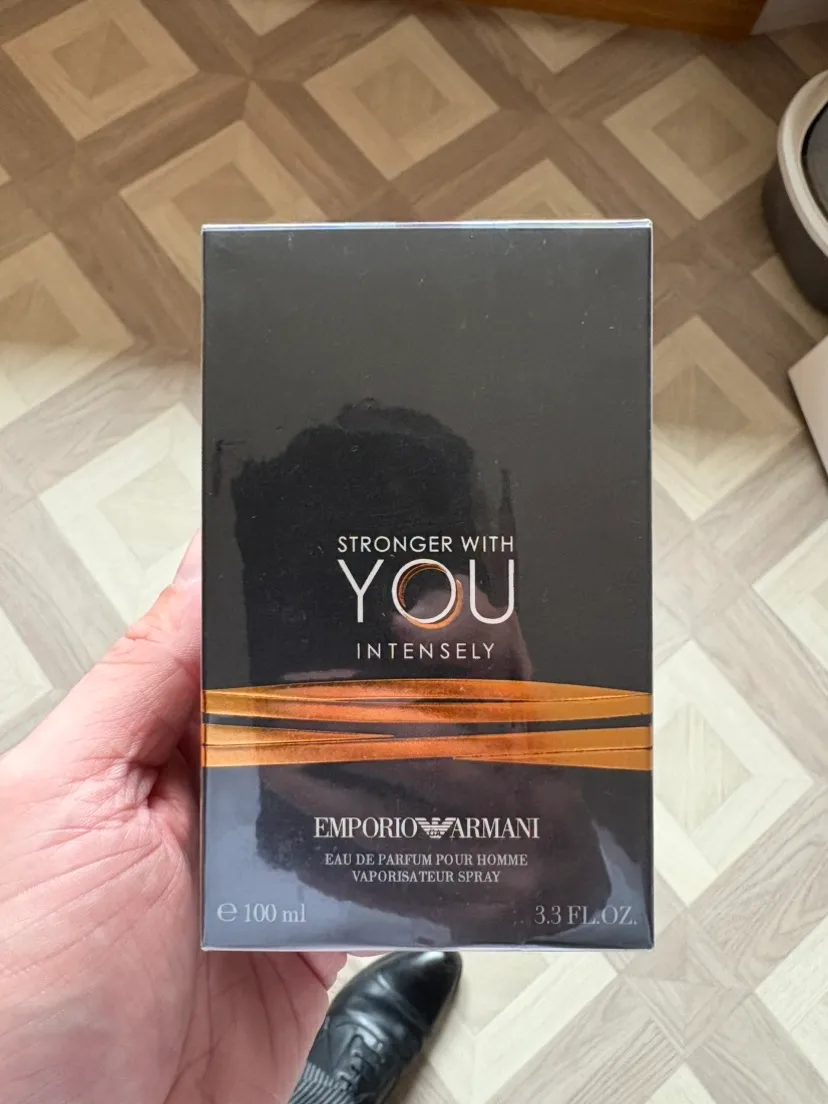 STRONGER WITH
YOU
INTENSELY
EMPORIO ARMANI
EAU DE PARFUM POUR HOMME
VAPORISATEUR SPRAY
℮ 100 ml 3.3 FL.OZ.